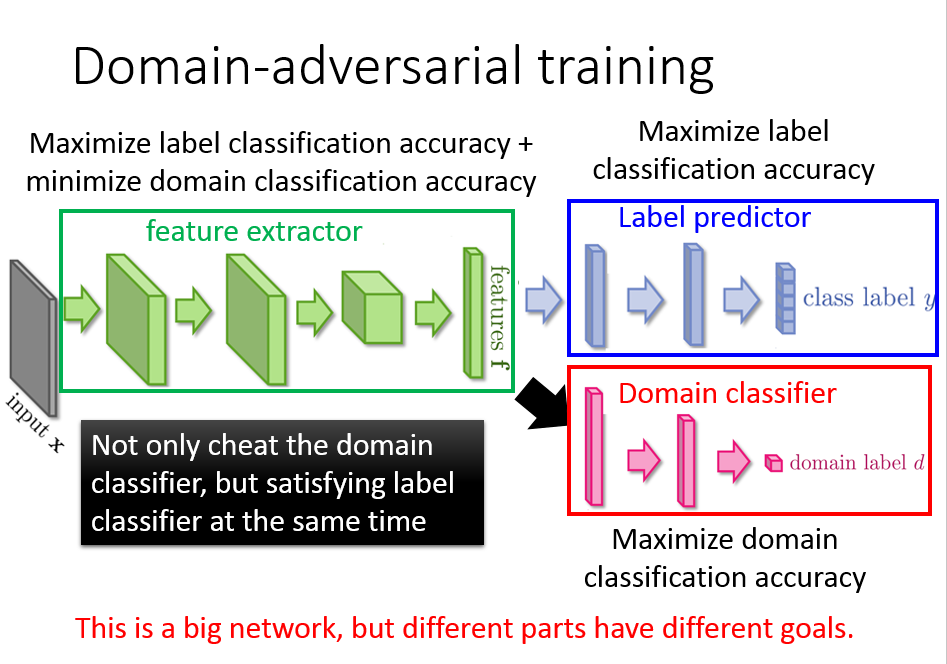 Domain-adversarial training
Maximize label classification accuracy +
minimize domain classification accuracy
Maximize label
classification accuracy
feature extractor
Label predictor
features f
class label y
input x
Domain classifier
domain label d
Not only cheat the domain
classifier, but satisfying label
classifier at the same time
Maximize domain
classification accuracy
This is a big network, but different parts have different goals.